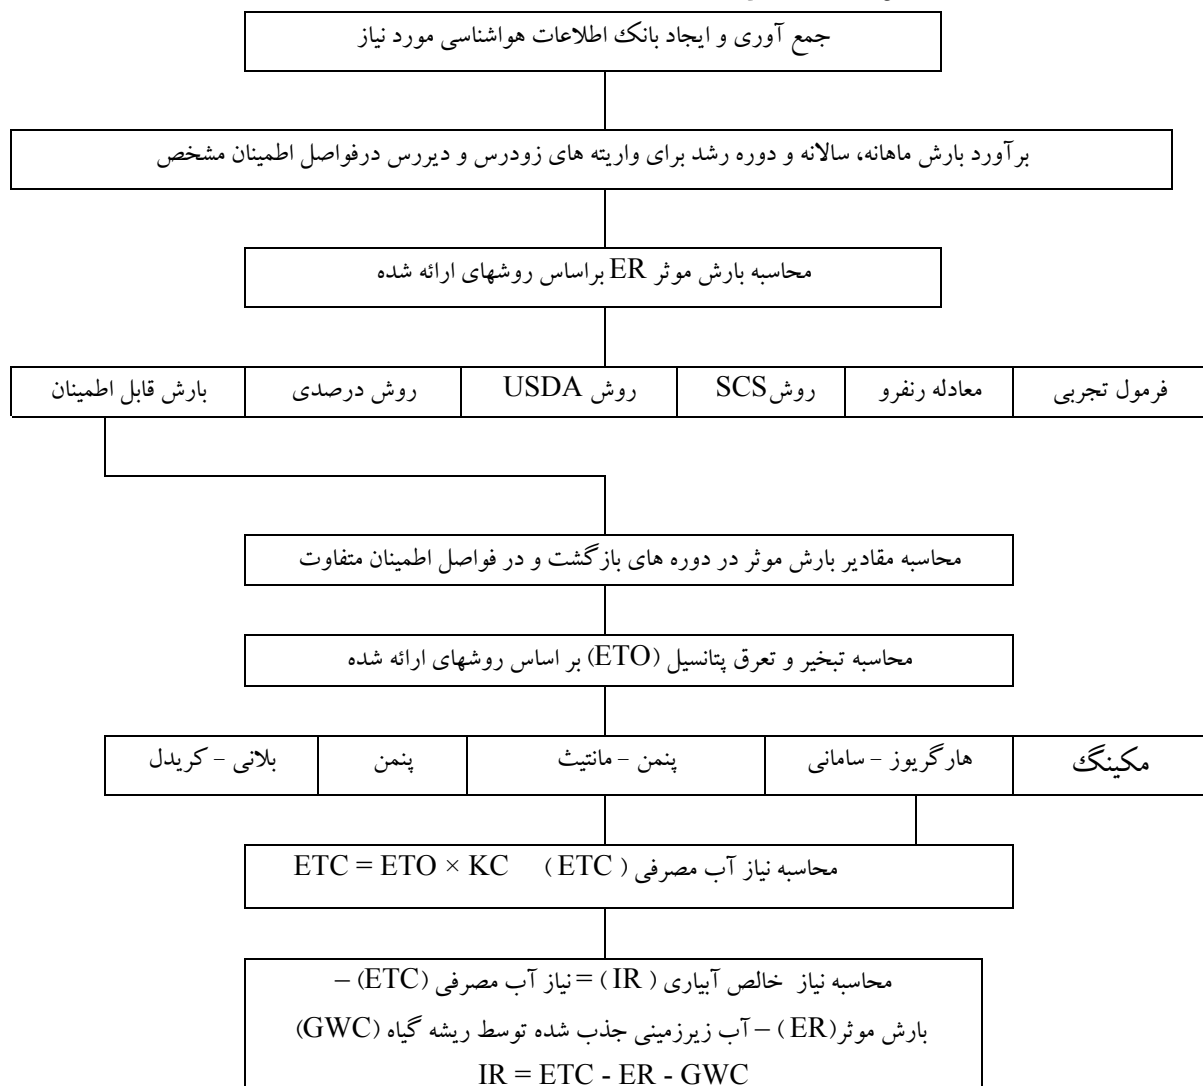 جمع آوری و ایجاد بانک اطلاعات هواشناسی مورد نیاز
برآورد بارش ماهانه، سالانه و دوره رشد برای واریته های زودرس و دیررس درفواصل اطمینان مشخص
محاسبه بارش موثر ER براساس روشهای ارائه شده
فرمول تجربی
معادله رنفرو
روشSCS
روش USDA
روش درصدی
بارش قابل اطمینان
محاسبه مقادیر بارش موثر در دوره های بازگشت و در فواصل اطمینان متفاوت
محاسبه تبخیر و تعرق پتانسیل (ETO) بر اساس روشهای ارائه شده
مکینگ
هارگریوز – سامانی
پنمن – مانتیث
پنمن
بلانی – کریدل
محاسبه نیاز آب مصرفی ( ETC ) ETC = ETO × KC
محاسبه نیاز خالص آبیاری ( IR ) = نیاز آب مصرفی (ETC) –
بارش موثر(ER ) – آب زیرزمینی جذب شده توسط ریشه گیاه (GWC)
IR = ETC - ER - GWC